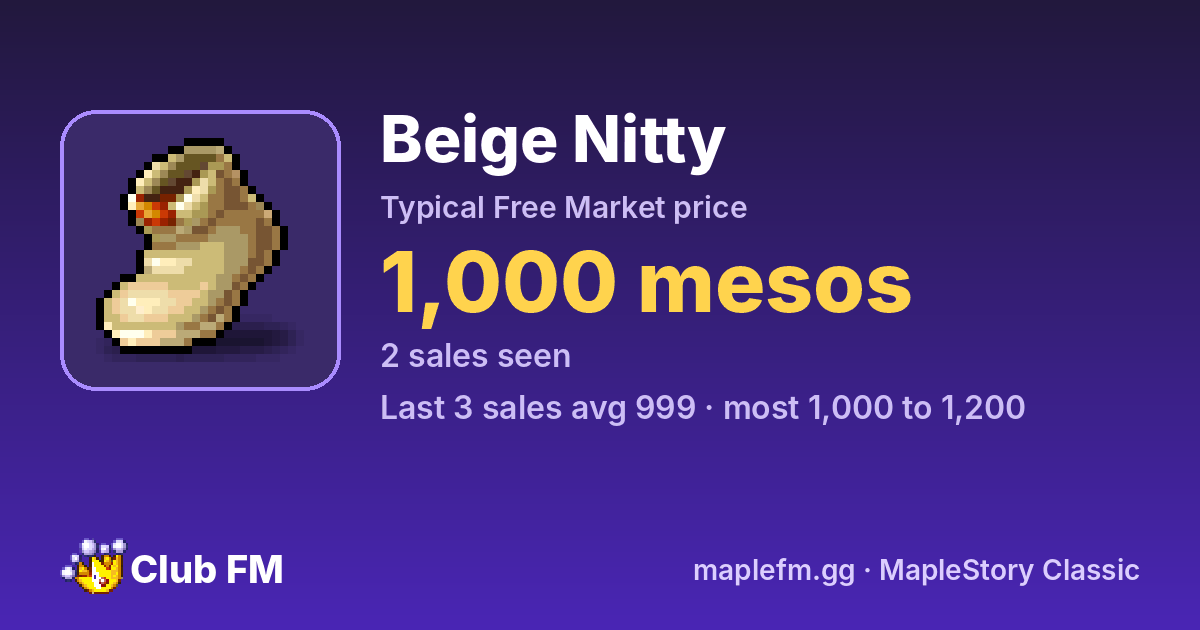 Beige Nitty
Typical Free Market price
1,000 mesos
2 sales seen
Last 3 sales avg 999 · most 1,000 to 1,200
Club FM
maplefm.gg · MapleStory Classic